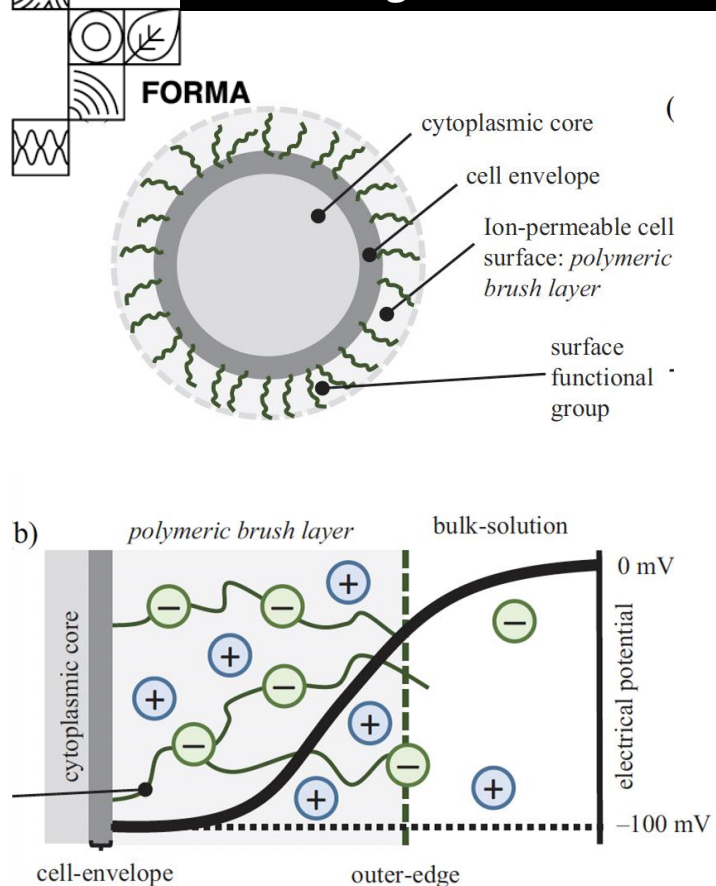 FORMA
(
cytoplasmic core
cell envelope
Ion-permeable cell
surface: polymeric
brush layer
surface
functional
group
b)
polymeric brush layer
bulk-solution
0 mV
cytoplasmic core
electrical potential
–100 mV
cell-envelope
outer-edge